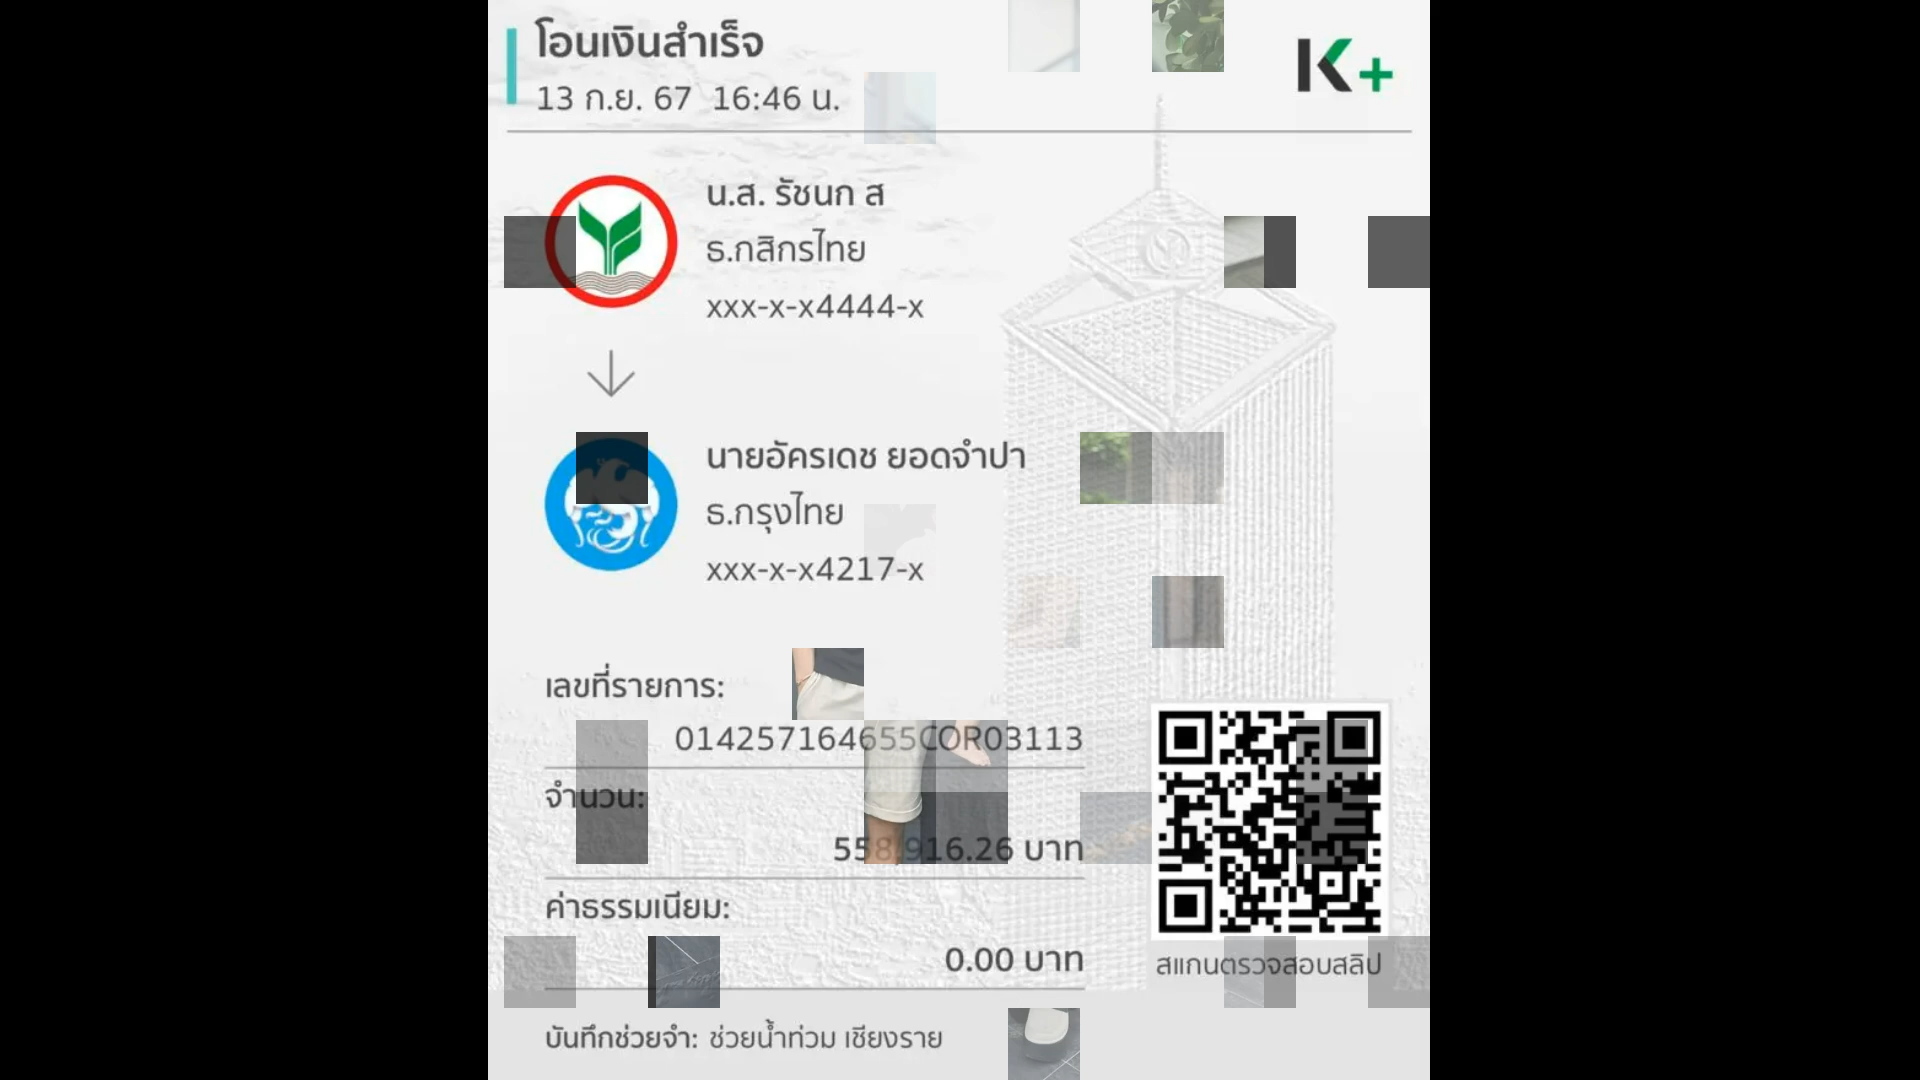 โอนเงินสำเร็จ
13 ก.ย. 67 16:46 น.
K+
น.ส. รัชนก ส
ธ.กสิกรไทย
xxx-x-x4444-x
นายอัครเดช ยอดจำปา
ธ.กรุงไทย
xxx-x-x4217-x
เลขที่รายการ:
014257164655COR03113
จำนวน:
558,916.26 บาท
ค่าธรรมเนียม:
0.00 บาท
สแกนตรวจสอบสลิป
บันทึกช่วยจำ: ช่วยน้ำท่วม เชียงราย